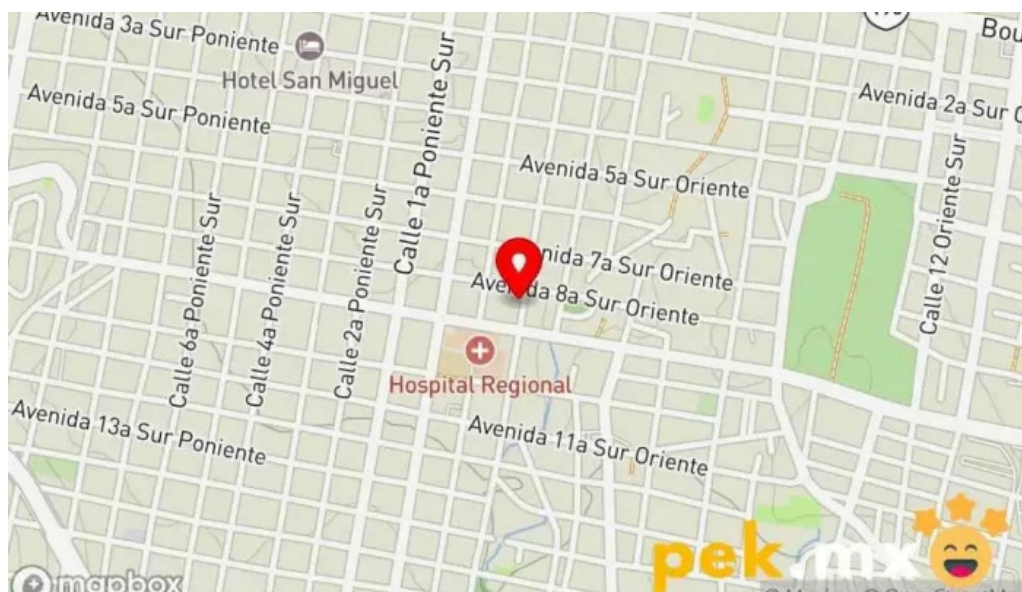 Avenida 3a Sur Poniente
Hotel San Miguel
Bou
Avenida 5a Sur Poniente
Calle 1a Poniente Sur
Avenida 2a Sur O
Avenida 5a Sur Oriente
Calle 12 Oriente Sur
Calle 6a Poniente Sur
Calle 4a Poniente Sur
Calle 2a Poniente Sur
nida 7a Sur Oriente
Avenida 8a Sur Oriente
Hospital Regional
Avenida 13a Sur Poniente
Avenida 11a Sur Oriente
pek.mx
mapbox